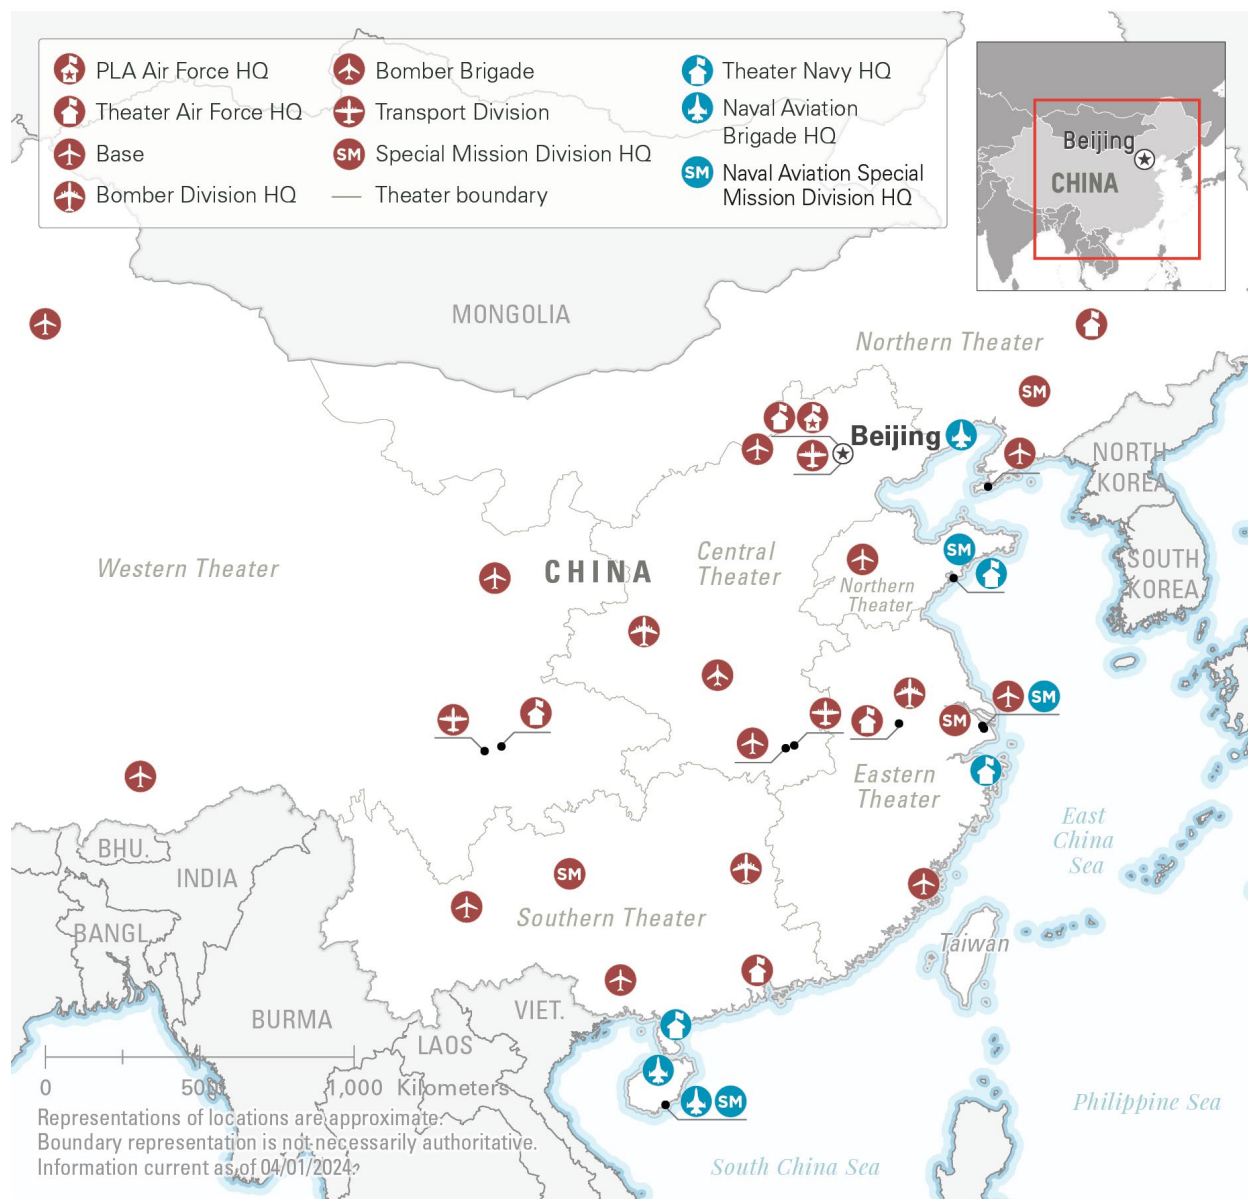 PLA Air Force HQ
Theater Air Force HQ
Base
Bomber Division HQ
Bomber Brigade
Transport Division
SM Special Mission Division HQ
Theater boundary
Theater Navy HQ
Naval Aviation
Brigade HQ
SM Naval Aviation Special
Mission Division HQ
Beijing
CHINA
MONGOLIA
Northern Theater
SM
Beijing
NORTH
KOREA
Western Theater
CHINA
Central
Theater
Northern
Theater
SM
SOUTH
KOREA
SM
SM
Eastern
Theater
East
China
Sea
BHU.
INDIA
SM
Southern Theater
BANGL.
Taiwan
VIET.
BURMA
LAOS
0 500 1,000 Kilometers
SM
Philippine Sea
South China Sea
Representations of locations are approximate.
Boundary representation is not necessarily authoritative.
Information current as of 04/01/2024.